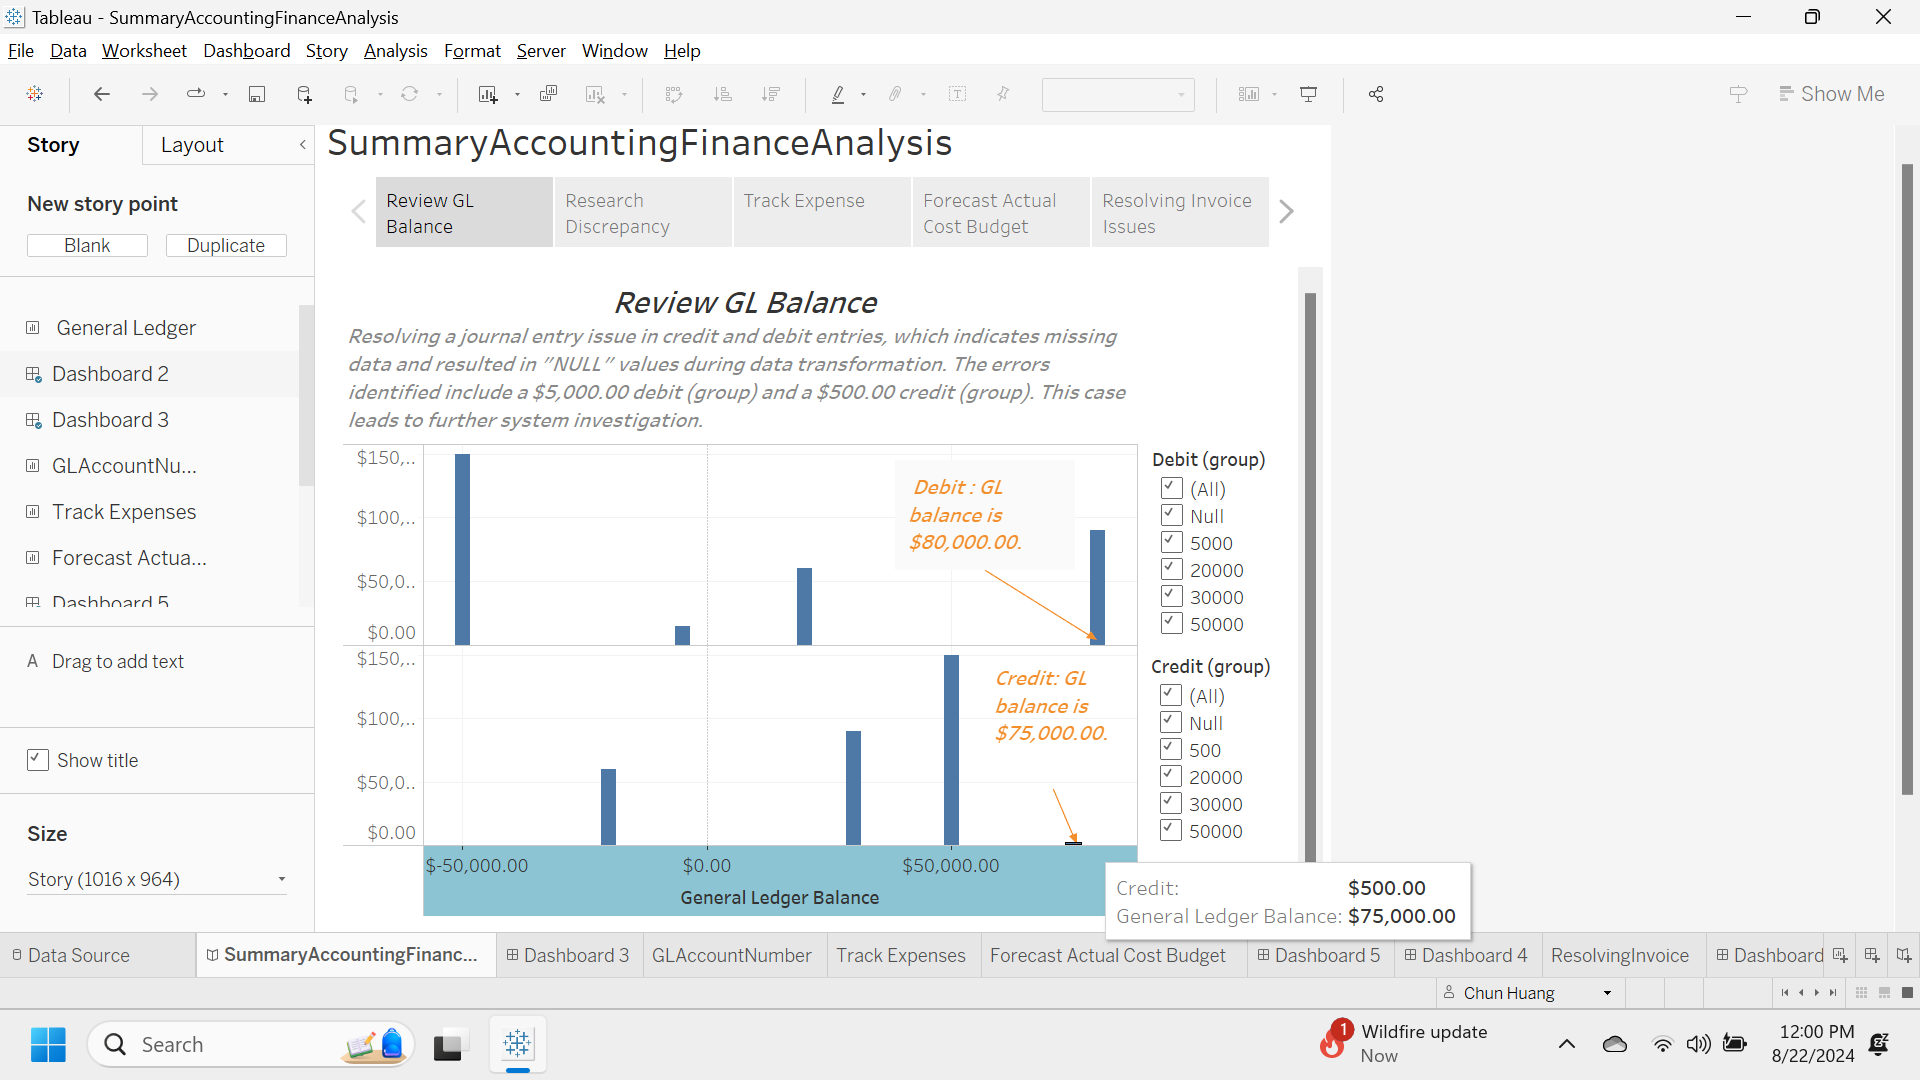 Tableau - SummaryAccountingFinanceAnalysis
File Data Worksheet Dashboard Story Analysis Format Server Window Help
Show Me
Story
Layout
New story point
Blank
Duplicate
General Ledger
Dashboard 2
Dashboard 3
GLAccountNu...
Track Expenses
Forecast Actua...
Dashboard 5
A Drag to add text
Show title
Size
Story (1016 x 964)
SummaryAccountingFinanceAnalysis
Review GL
Balance
Research
Discrepancy
Track Expense
Forecast Actual
Cost Budget
Resolving Invoice
Issues
Review GL Balance
Resolving a journal entry issue in credit and debit entries, which indicates missing
data and resulted in "NULL" values during data transformation. The errors
identified include a $5,000.00 debit (group) and a $500.00 credit (group). This case
leads to further system investigation.
$150,..
$100,..
$50,0..
$0.00
Debit : GL
balance is
$80,000.00.
$150,..
$100,..
$50,0..
$0.00
Credit: GL
balance is
$75,000.00.
$-50,000.00
$0.00
$50,000.00
General Ledger Balance
Debit (group)
(All)
Null
5000
20000
30000
50000
Credit (group)
(All)
Null
500
20000
30000
50000
Credit: $500.00
General Ledger Balance: $75,000.00
Data Source
SummaryAccountingFinanc...
Dashboard 3
GLAccountNumber
Track Expenses
Forecast Actual Cost Budget
Dashboard 5
Dashboard 4
ResolvingInvoice
Dashboard
Chun Huang
Search
1
Wildfire update
Now
12:00 PM
8/22/2024